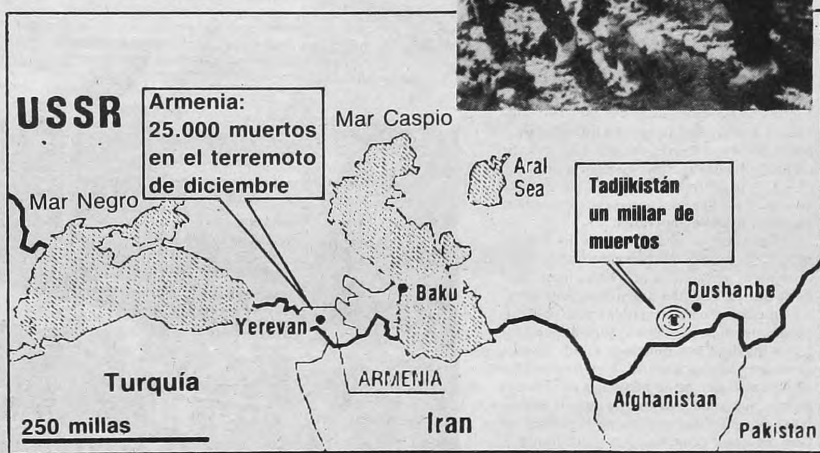 USSR
Armenia:
25.000 muertos
en el terremoto
de diciembre
Mar Caspio
Aral
Sea
Mar Negro
Tadjikistán
un millar de
muertos
Baku
Dushanbe
Yerevan
Turquía
ARMENIA
Iran
Afghanistan
Pakistan
250 millas